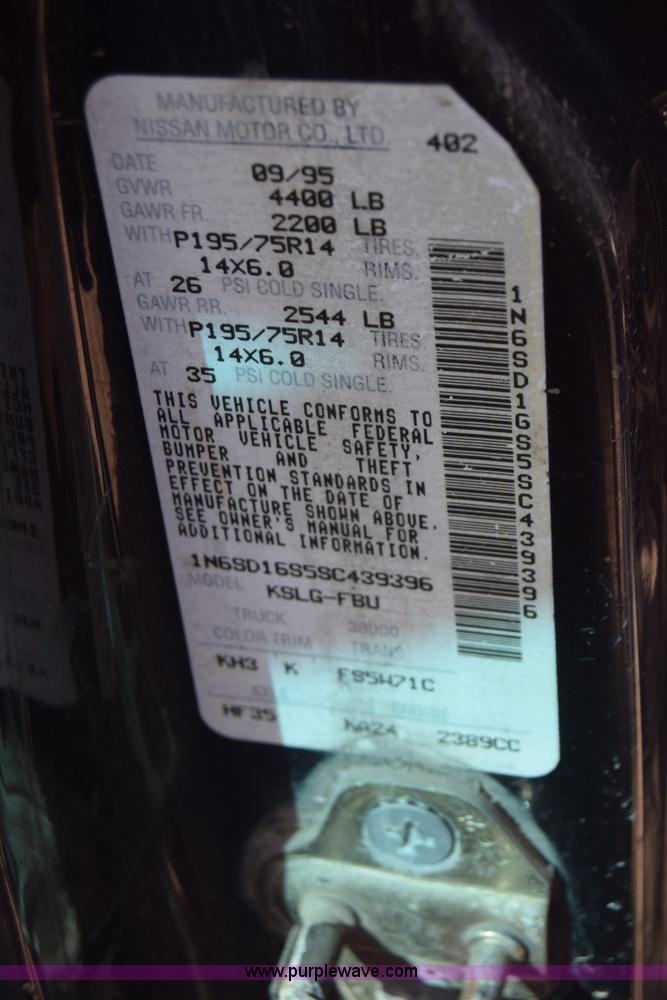 MANUFACTURED BY
NISSAN MOTOR CO., LTD. 402
DATE 09/95
GVWR 4400 LB
GAWR FR. 2200 LB
WITH P195/75R14 TIRES.
14X6.0 RIMS.
AT 26 PSI COLD SINGLE.
GAWR RR. 2544 LB
WITH P195/75R14 TIRES.
14X6.0 RIMS.
AT 35 PSI COLD SINGLE.
THIS VEHICLE CONFORMS TO
ALL APPLICABLE FEDERAL
MOTOR VEHICLE SAFETY,
BUMPER AND THEFT
PREVENTION STANDARDS IN
EFFECT ON THE DATE OF
MANUFACTURE SHOWN ABOVE.
SEE OWNER'S MANUAL FOR
ADDITIONAL INFORMATION.
1N6SD16S5SC439396
MODEL KSLG-FBU
TRUCK 38000
COLOR TRIM TRANS
KH3 K FS5W71C
AXLE ENGINE
HF35 KA24 2389CC
1N6SD16S5SC439396
www.purplewave.com